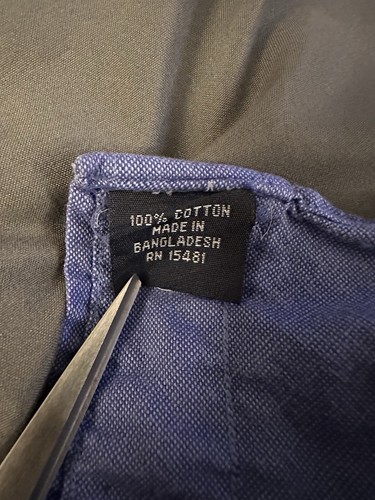 100% COTTON
MADE IN
BANGLADESH
RN 15481